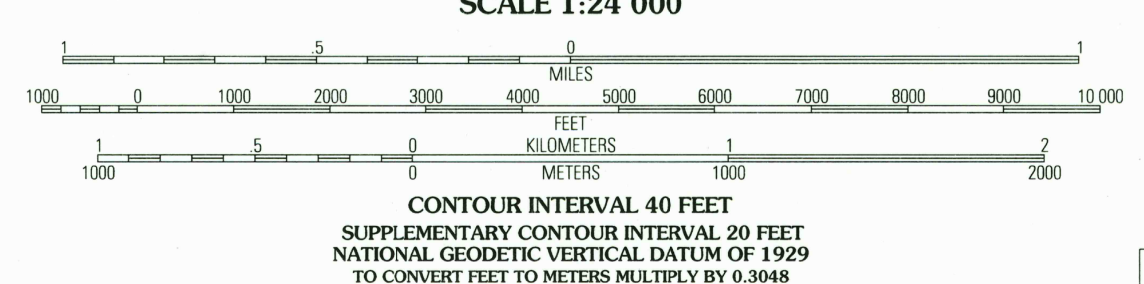 SCALE 1:24 000
1 .5 0 1
MILES
1000 0 1000 2000 3000 4000 5000 6000 7000 8000 9000 10 000
FEET
1 .5 0 KILOMETERS 1 2
1000 0 METERS 1000 2000
CONTOUR INTERVAL 40 FEET
SUPPLEMENTARY CONTOUR INTERVAL 20 FEET
NATIONAL GEODETIC VERTICAL DATUM OF 1929
TO CONVERT FEET TO METERS MULTIPLY BY 0.3048